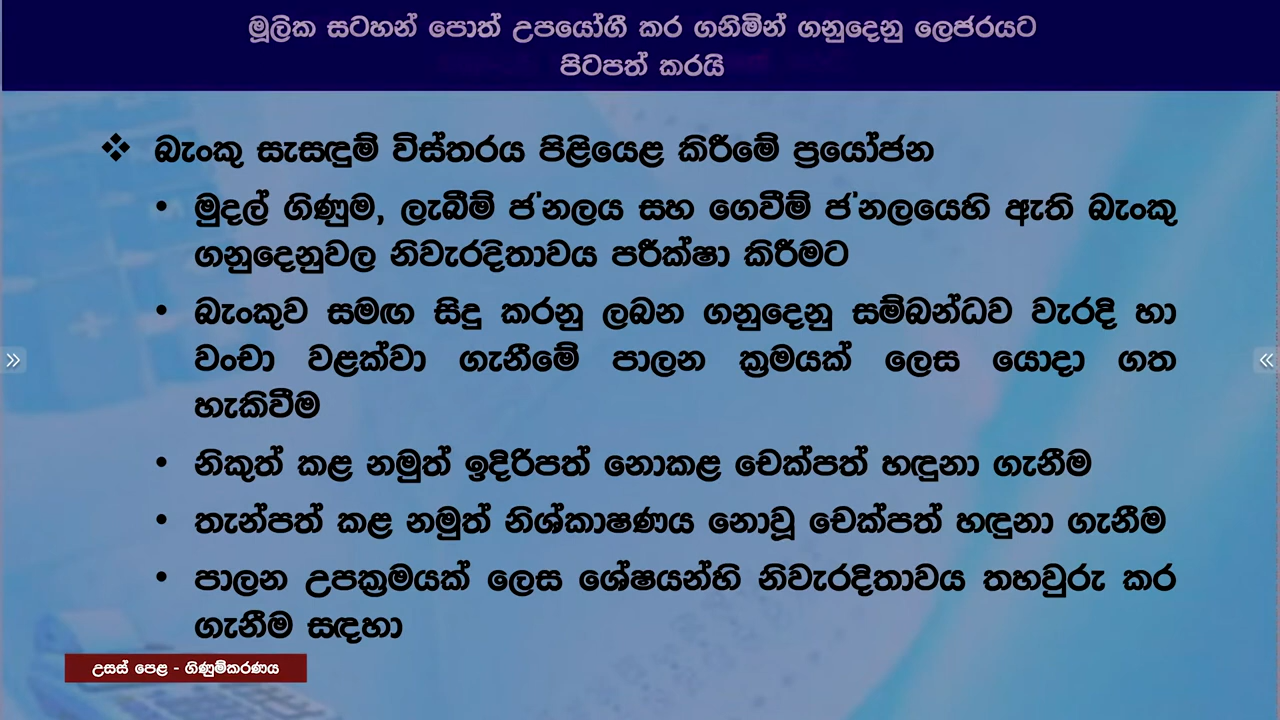 මූලික සටහන් පොත් උපයෝගී කර ගනිමින් ගනුදෙනු ලෙජරයට
පිටපත් කරයි
❖ බැංකු සැසඳුම් විස්තරය පිළියෙළ කිරීමේ ප්‍රයෝජන
• මුදල් ගිණුම, ලැබීම් ජ'නලය සහ ගෙවීම් ජ'නලයෙහි ඇති බැංකු
ගනුදෙනුවල නිවැරදිතාවය පරීක්ෂා කිරීමට
• බැංකුව සමඟ සිදු කරනු ලබන ගනුදෙනු සම්බන්ධව වැරදි හා
වංචා වළක්වා ගැනීමේ පාලන ක්‍රමයක් ලෙස යොදා ගත
හැකිවීම
• නිකුත් කළ නමුත් ඉදිරිපත් නොකළ චෙක්පත් හඳුනා ගැනීම
• තැන්පත් කළ නමුත් නිශ්කාෂණය නොවූ චෙක්පත් හඳුනා ගැනීම
• පාලන උපක්‍රමයක් ලෙස ශේෂයන්හි නිවැරදිතාවය තහවුරු කර
ගැනීම සඳහා
උසස් පෙළ - ගිණුම්කරණය